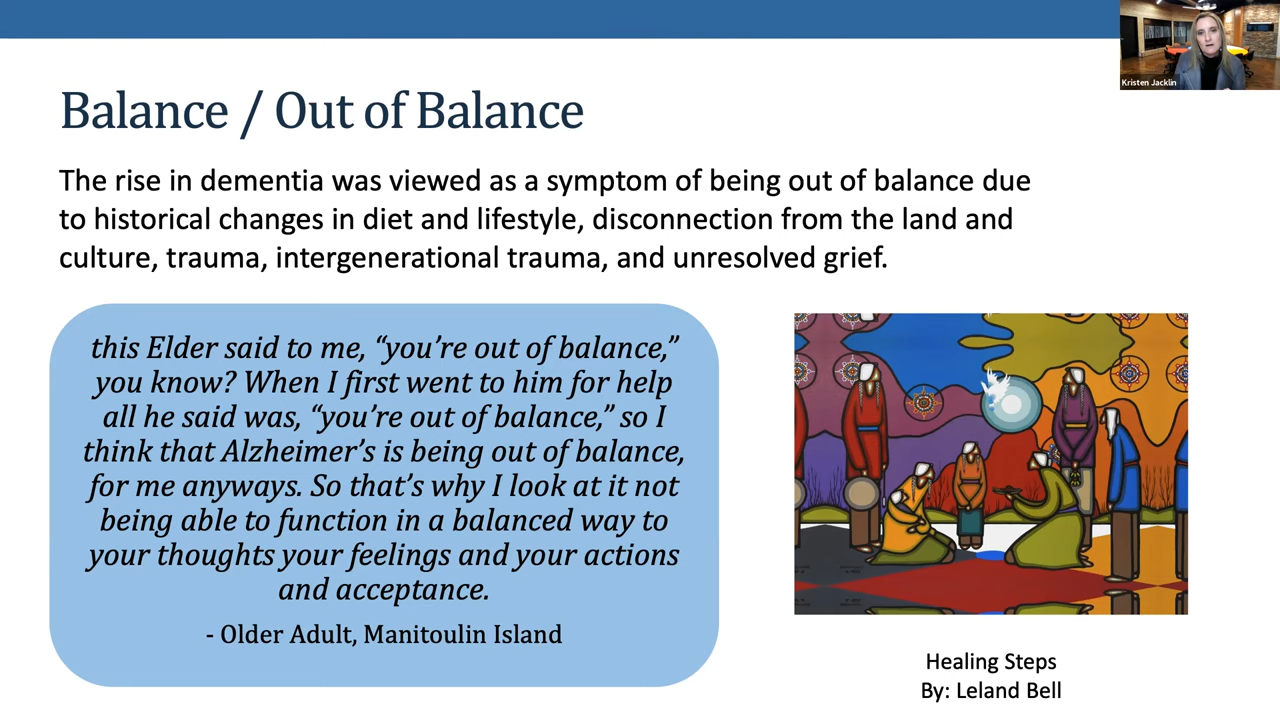 Kristen Jacklin
Balance / Out of Balance
The rise in dementia was viewed as a symptom of being out of balance due
to historical changes in diet and lifestyle, disconnection from the land and
culture, trauma, intergenerational trauma, and unresolved grief.
this Elder said to me, “you’re out of balance,”
you know? When I first went to him for help
all he said was, “you’re out of balance,” so I
think that Alzheimer’s is being out of balance,
for me anyways. So that’s why I look at it not
being able to function in a balanced way to
your thoughts your feelings and your actions
and acceptance.
- Older Adult, Manitoulin Island
Healing Steps
By: Leland Bell